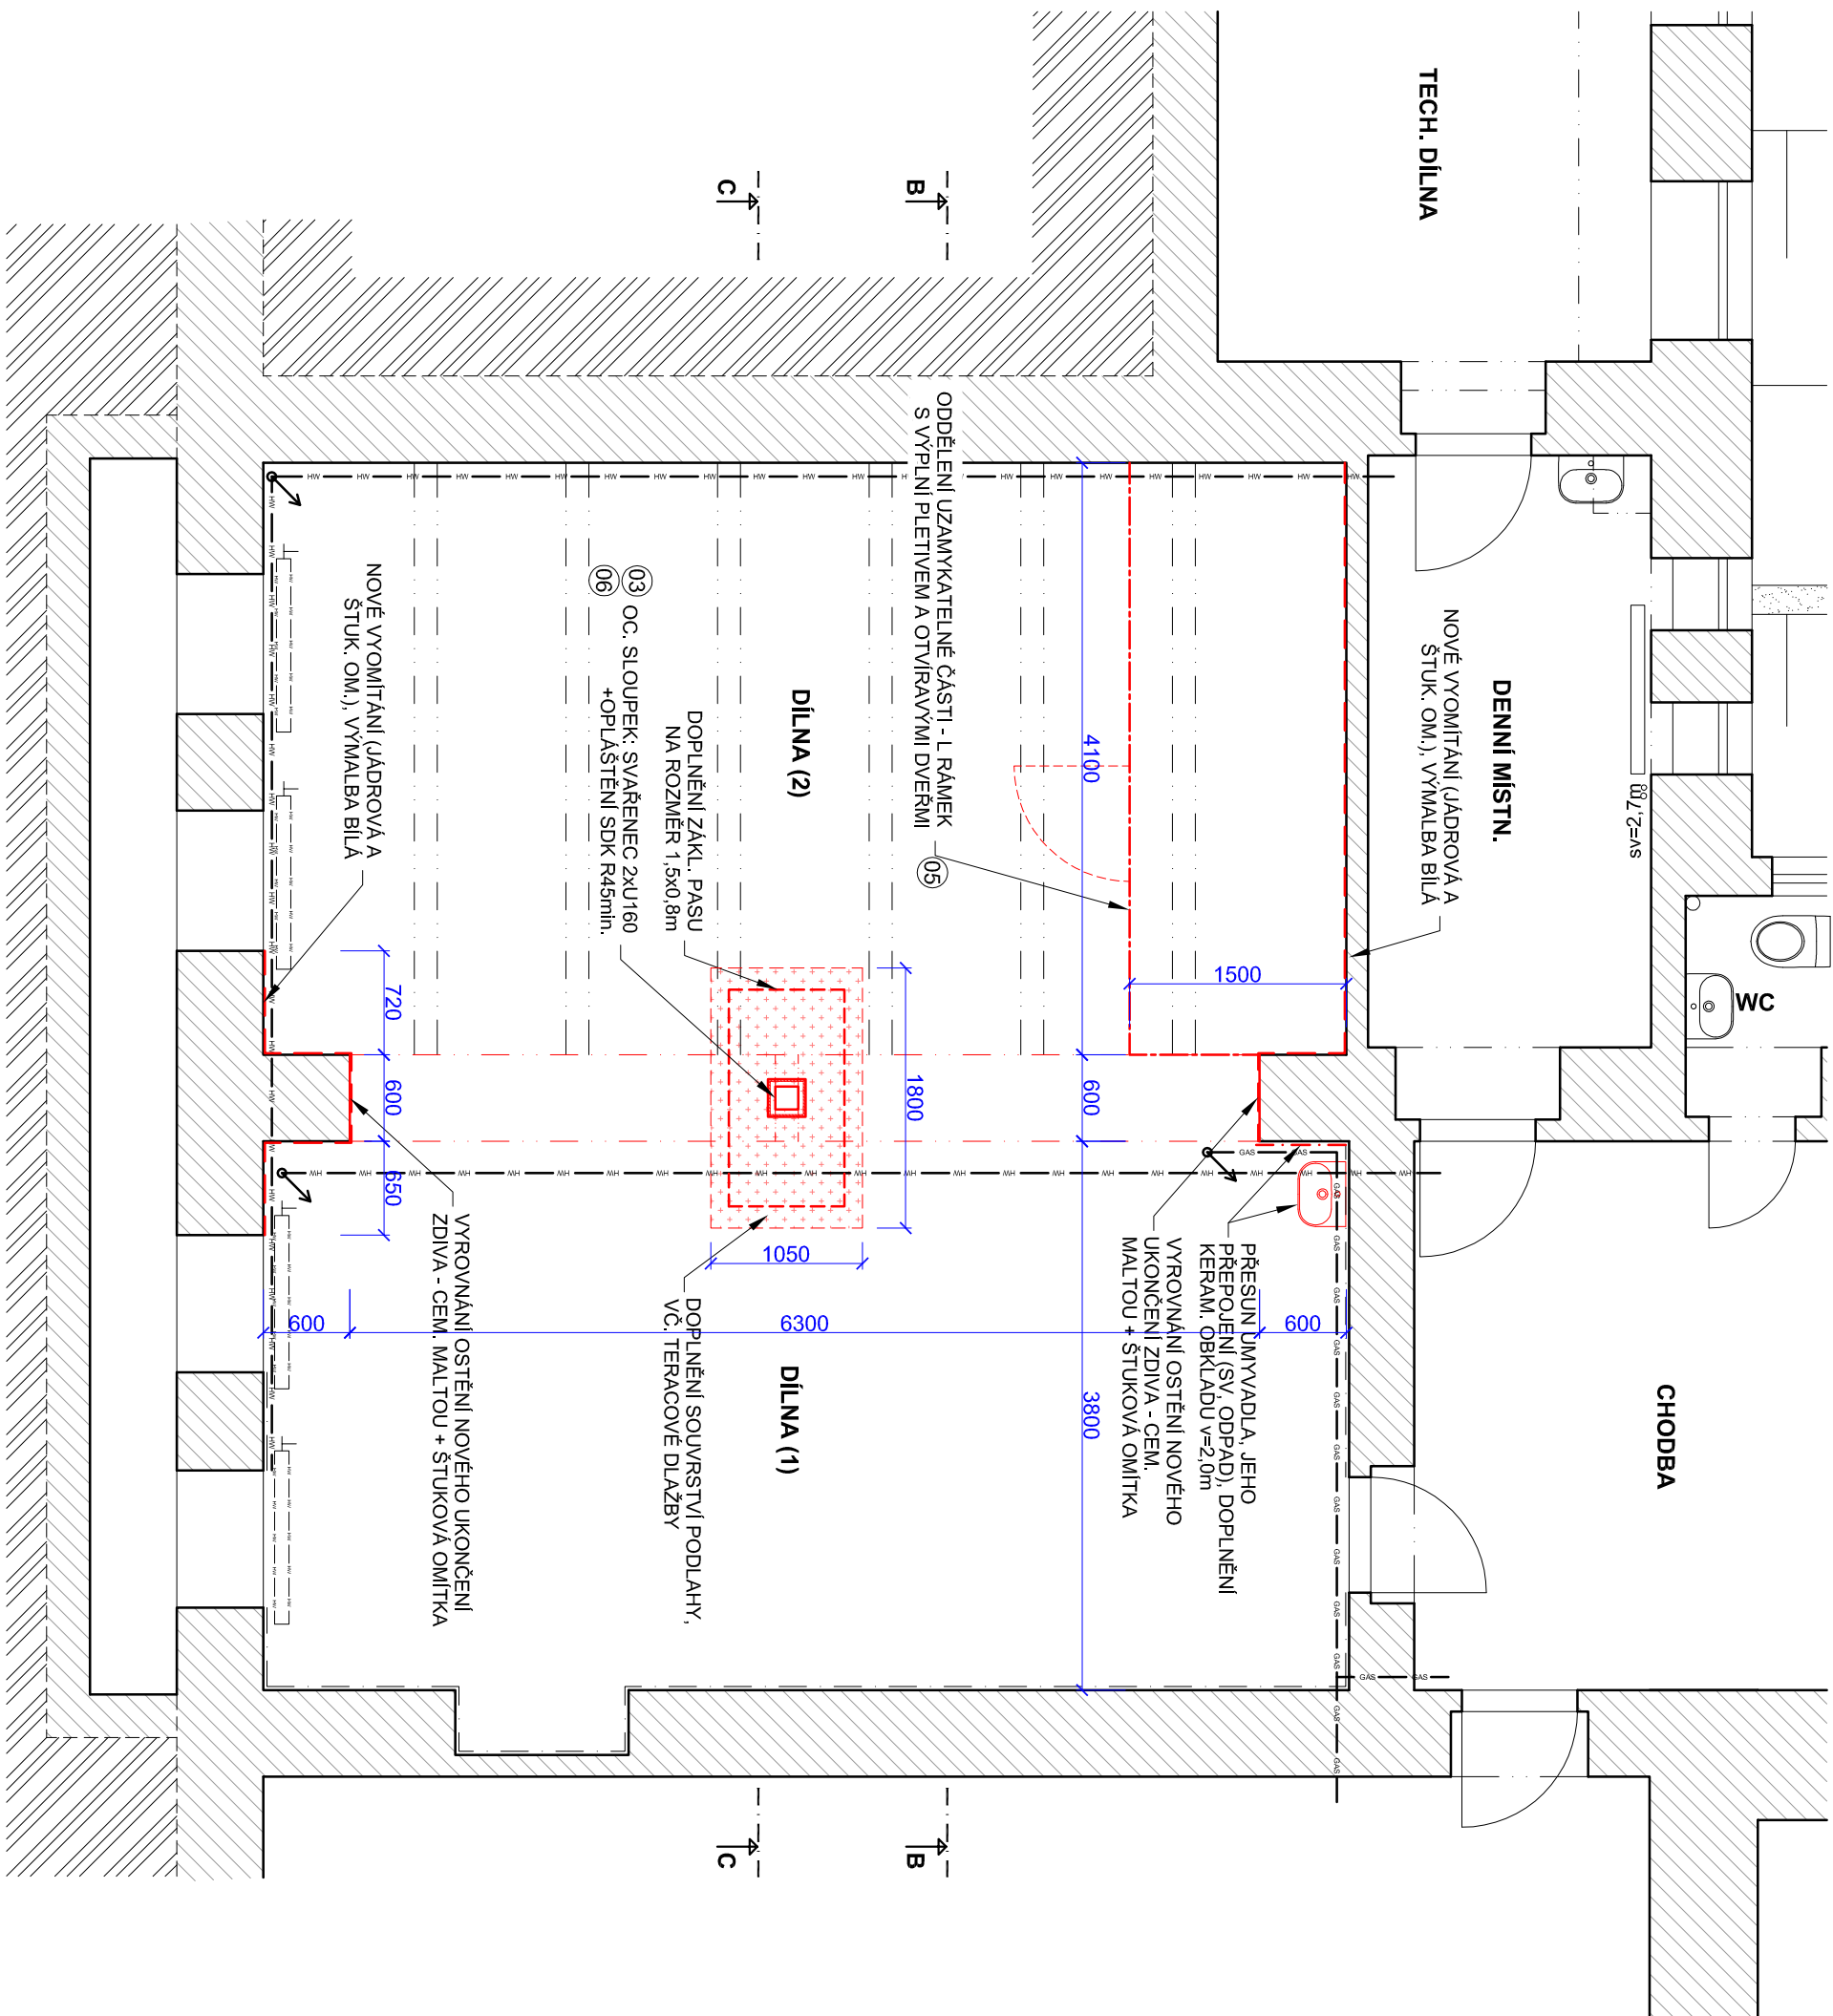 TECH. DÍLNA
DENNÍ MÍSTN.
NOVÉ VYOMÍTÁNÍ (JÁDROVÁ A
ŠTUK. OM.), VÝMALBA BÍLÁ
WC
CHODBA
B
C
ODDĚLENÍ UZAMYKATELNÉ ČÁSTI - L RÁMEK
S VÝPLNÍ PLETIVEM A OTVÍRAVÝMI DVEŘMI
05
4100
600
3800
1500
DÍLNA (2)
DOPLNĚNÍ ZÁKL. PASU
NA ROZMĚR 1,5x0,8m
03
06
OC. SLOUPEK: SVAŘENEC 2xU160
+OPLÁŠTĚNÍ SDK R45min.
NOVÉ VYOMÍTÁNÍ (JÁDROVÁ A
ŠTUK. OM.), VÝMALBA BÍLÁ
720
600
650
1800
1050
PŘESUN UMYVADLA, JEHO
PŘEPOJENÍ (SV, ODPAD), DOPLNĚNÍ
KERAM. OBKLADU v=2,0m
VYROVNÁNÍ OSTĚNÍ NOVÉHO
UKONČENÍ ZDIVA - CEM.
MALTOU + ŠTUKOVÁ OMÍTKA
600
6300
600
DÍLNA (1)
DOPLNĚNÍ SOUVRSTVÍ PODLAHY,
VČ. TERACOVÉ DLAŽBY
VYROVNÁNÍ OSTĚNÍ NOVÉHO UKONČENÍ
ZDIVA - CEM. MALTOU + ŠTUKOVÁ OMÍTKA
B
C
HW
GAS